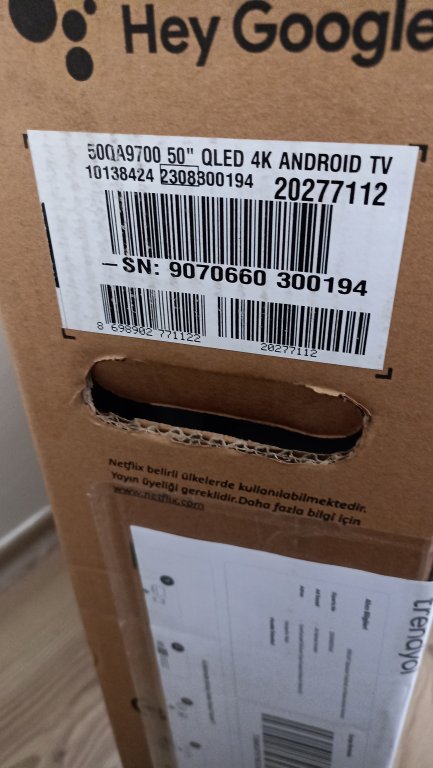 Hey Google
50QA9700 50" QLED 4K ANDROID TV
10138424 2308300194 20277112
–SN: 9070660 300194
8 698902 771122
20277112
Netflix belirli ülkelerde kullanılabilmektedir.
Yayın üyeliği gereklidir.Daha fazla bilgi için
www.netflix.com
trendyol